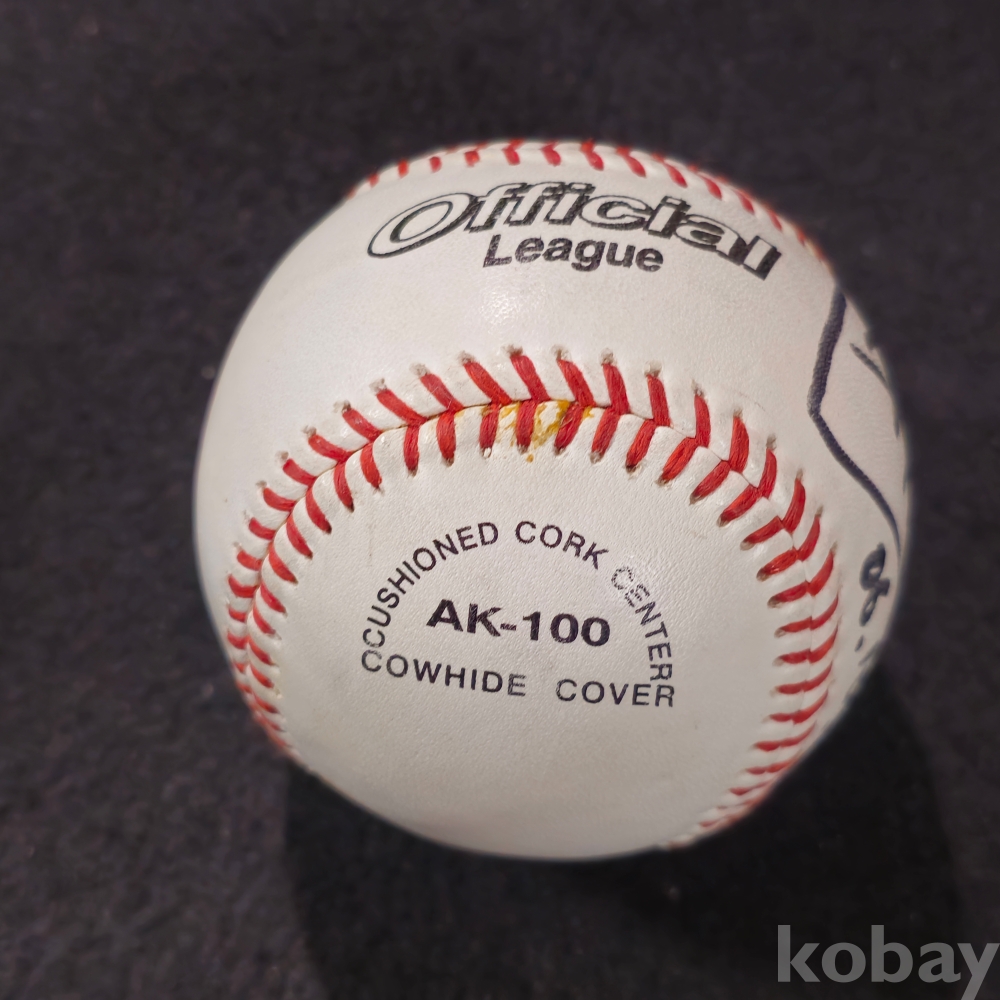 Official
League
CUSHIONED CORK CENTER
AK-100
COWHIDE COVER
kobay